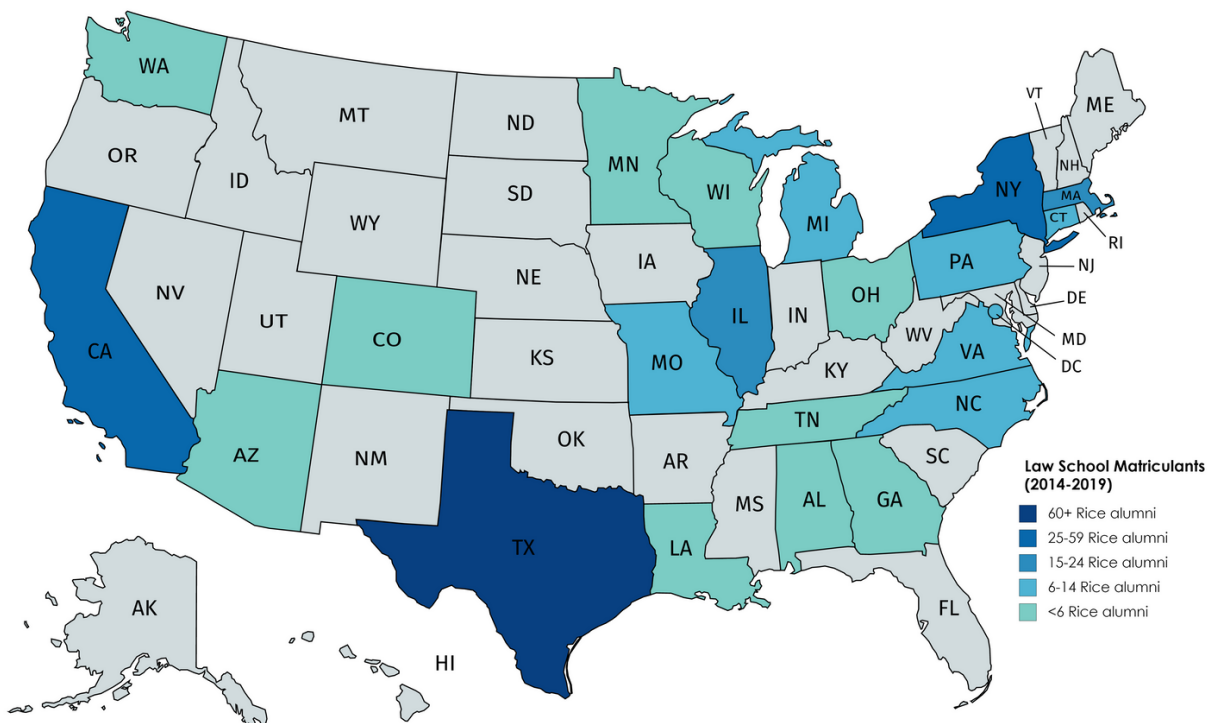 WA
MT
ND
MN
VT
ME
OR
ID
SD
WI
NH
NY
MA
WY
MI
CT
RI
IA
PA
NJ
NE
NV
OH
DE
UT
IL
IN
CO
WV
MD
CA
KS
MO
VA
DC
KY
NC
TN
AZ
OK
NM
AR
SC
MS
AL
GA
TX
LA
AK
FL
HI
Law School Matriculants
(2014-2019)
60+ Rice alumni
25-59 Rice alumni
15-24 Rice alumni
6-14 Rice alumni
<6 Rice alumni